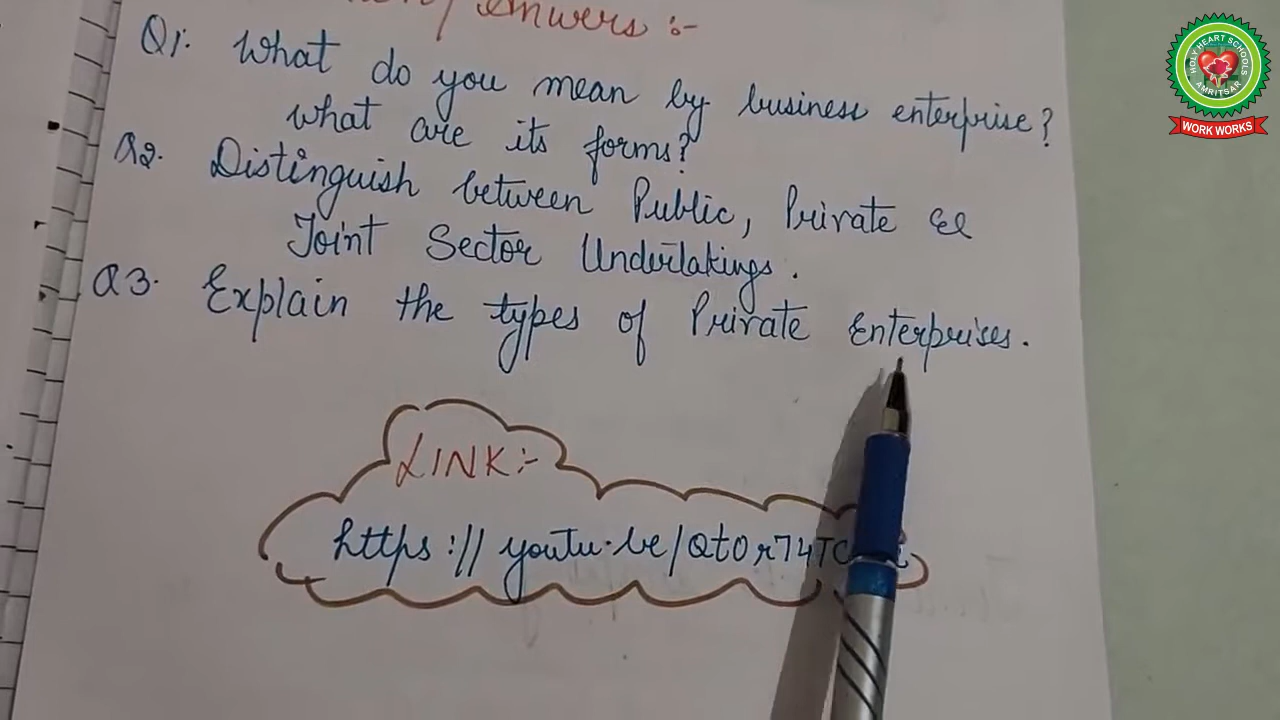 Answers :-
Q1. What do you mean by business enterprise?
What are its forms?
Q2. Distinguish between Public, Private &
Joint Sector Undertakings.
Q3. Explain the types of Private Enterprises.
LINK:-
https://youtu.be/
HOLY HEART SCHOOLS
AMRITSAR
WORK WORKS